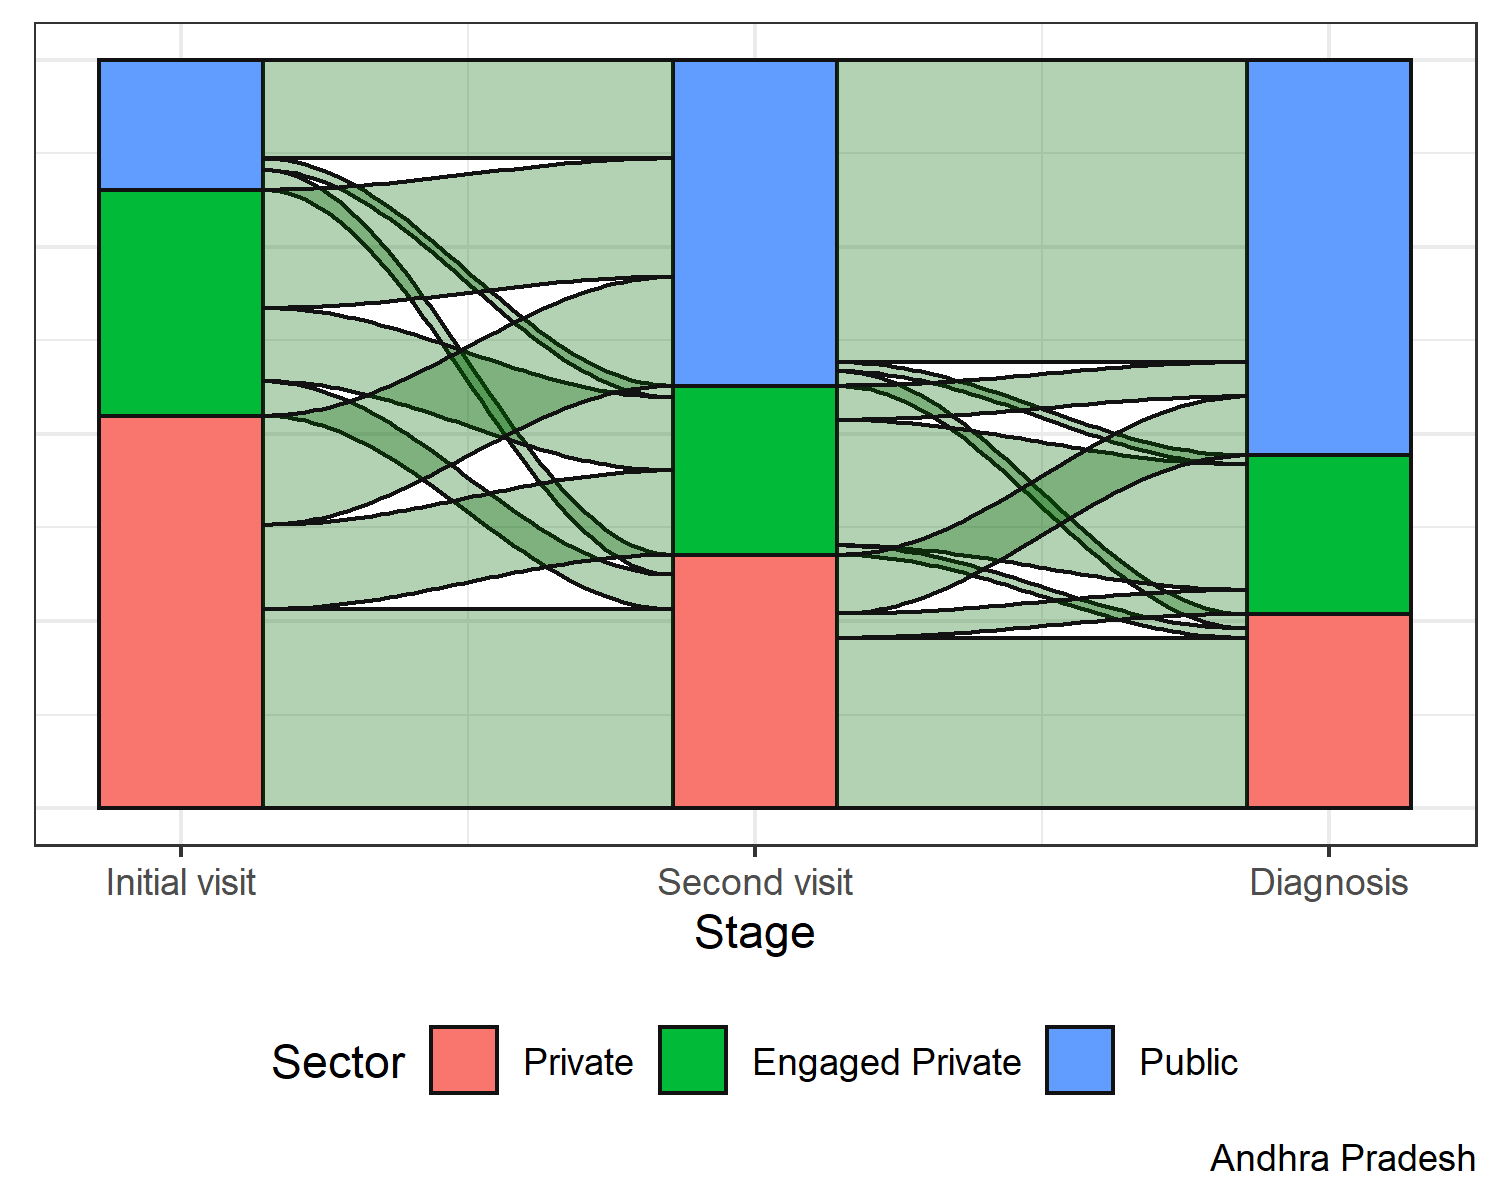 Initial visit Second visit Diagnosis
Stage
Sector Private Engaged Private Public
Andhra Pradesh